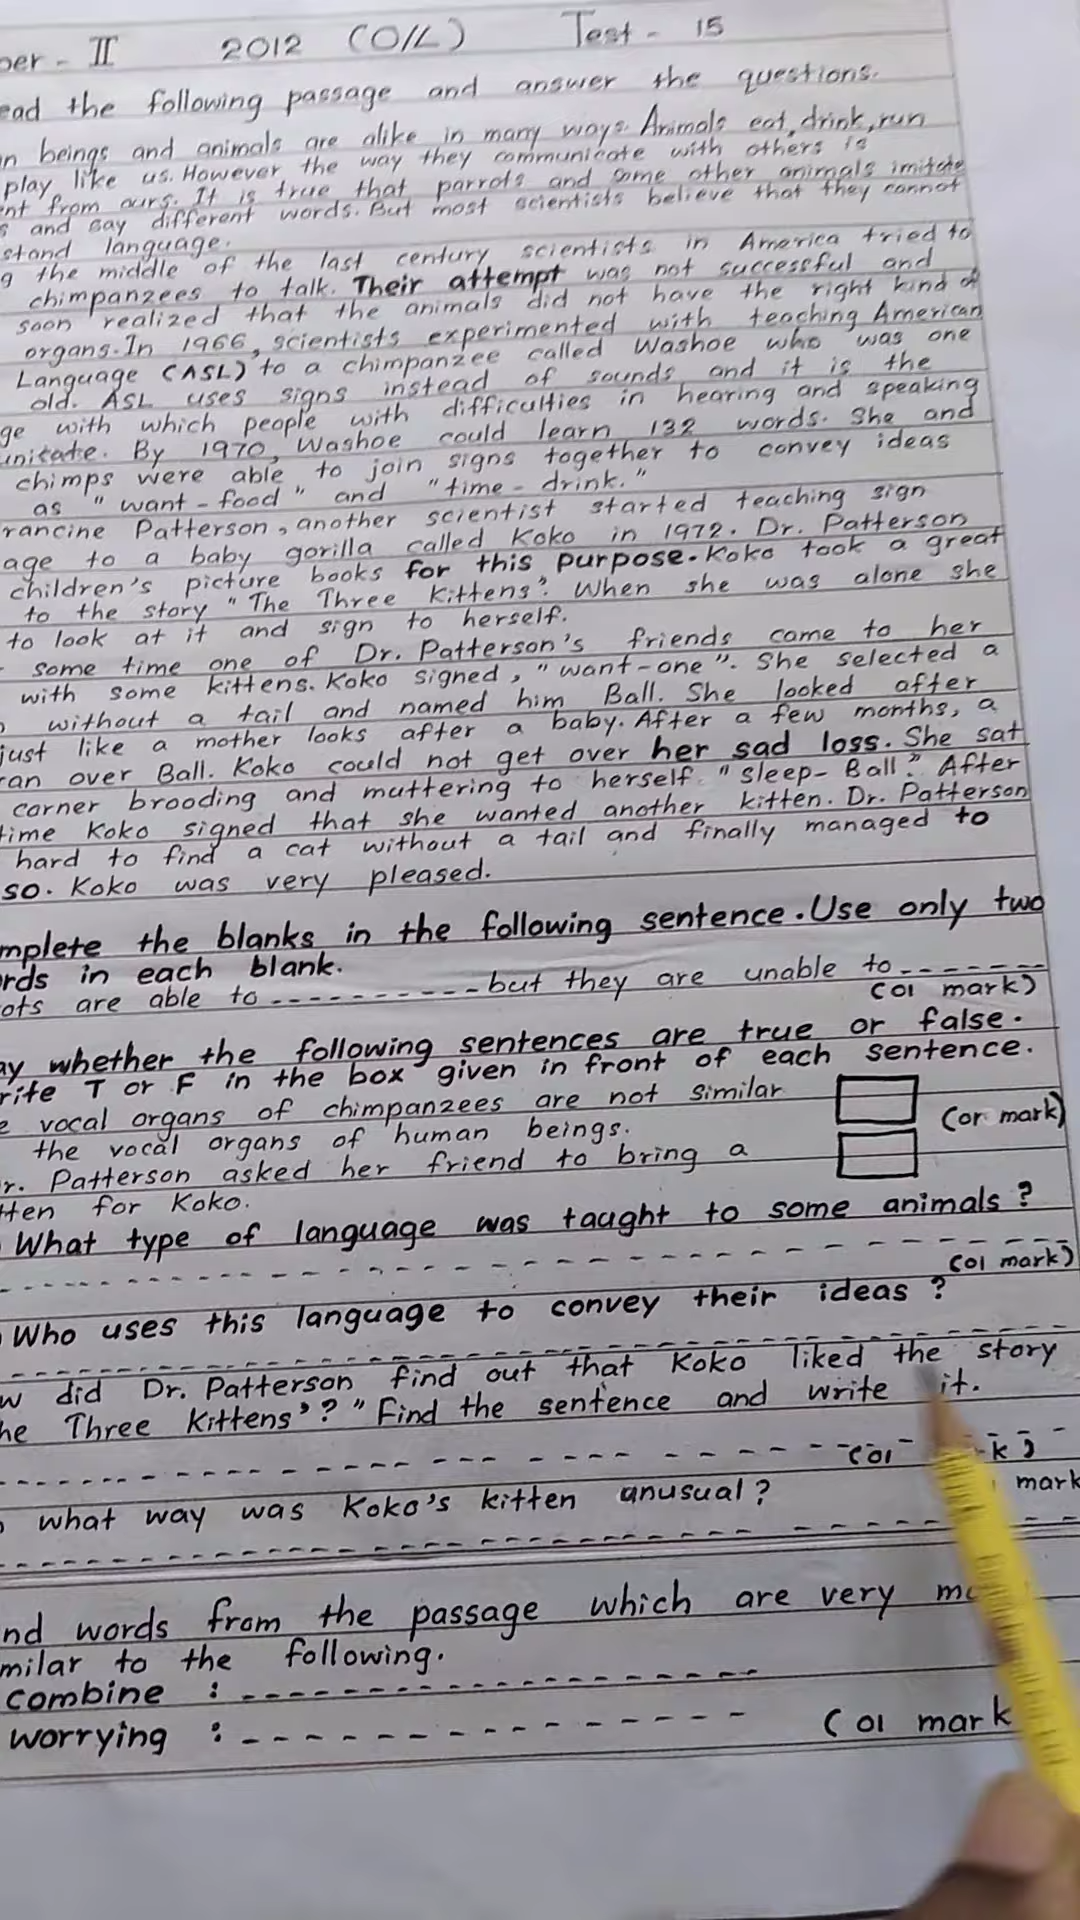 per - II 2012 (O/L) Test - 15
ead the following passage and answer the questions.
n beings and animals are alike in many ways. Animals eat, drink, run
play like us. However the way they communicate with others is
ent from ours. It is true that parrots and some other animals imitate
s and say different words. But most scientists believe that they cannot
stand language.
g the middle of the last century scientists in America tried to
chimpanzees to talk. Their attempt was not successful and
soon realized that the animals did not have the right kind of
organs. In 1966, scientists experimented with teaching American
Language (ASL) to a chimpanzee called Washoe who was one
old. ASL uses signs instead of sounds and it is the
ge with which people with difficulties in hearing and speaking
unicate. By 1970, Washoe could learn 132 words. She and
chimps were able to join signs together to convey ideas
as "want - food" and "time - drink."
rancine Patterson, another scientist started teaching sign
age to a baby gorilla called Koko in 1972. Dr. Patterson
children's picture books for this purpose. Koko took a great
to the story "The Three Kittens". When she was alone she
to look at it and sign to herself.
some time one of Dr. Patterson's friends came to her
with some kittens. Koko signed, "want-one". She selected a
without a tail and named him Ball. She looked after
just like a mother looks after a baby. After a few months, a
ran over Ball. Koko could not get over her sad loss. She sat
corner brooding and muttering to herself "sleep- Ball". After
time Koko signed that she wanted another kitten. Dr. Patterson
hard to find a cat without a tail and finally managed to
so. Koko was very pleased.
mplete the blanks in the following sentence. Use only two
rds in each blank.
ots are able to ----------- but they are unable to -------
(01 mark)
ay whether the following sentences are true or false.
rite T or F in the box given in front of each sentence.
e vocal organs of chimpanzees are not similar
the vocal organs of human beings.
(or mark)
r. Patterson asked her friend to bring a
tten for Koko.
What type of language was taught to some animals?
(01 mark)
Who uses this language to convey their ideas?
w did Dr. Patterson find out that Koko liked the story
he Three Kittens'?" Find the sentence and write it.
(01 k)
what way was Koko's kitten anusual?
mark
nd words from the passage which are very
milar to the following.
combine : -----------------
worrying : ----------------- (01 mark